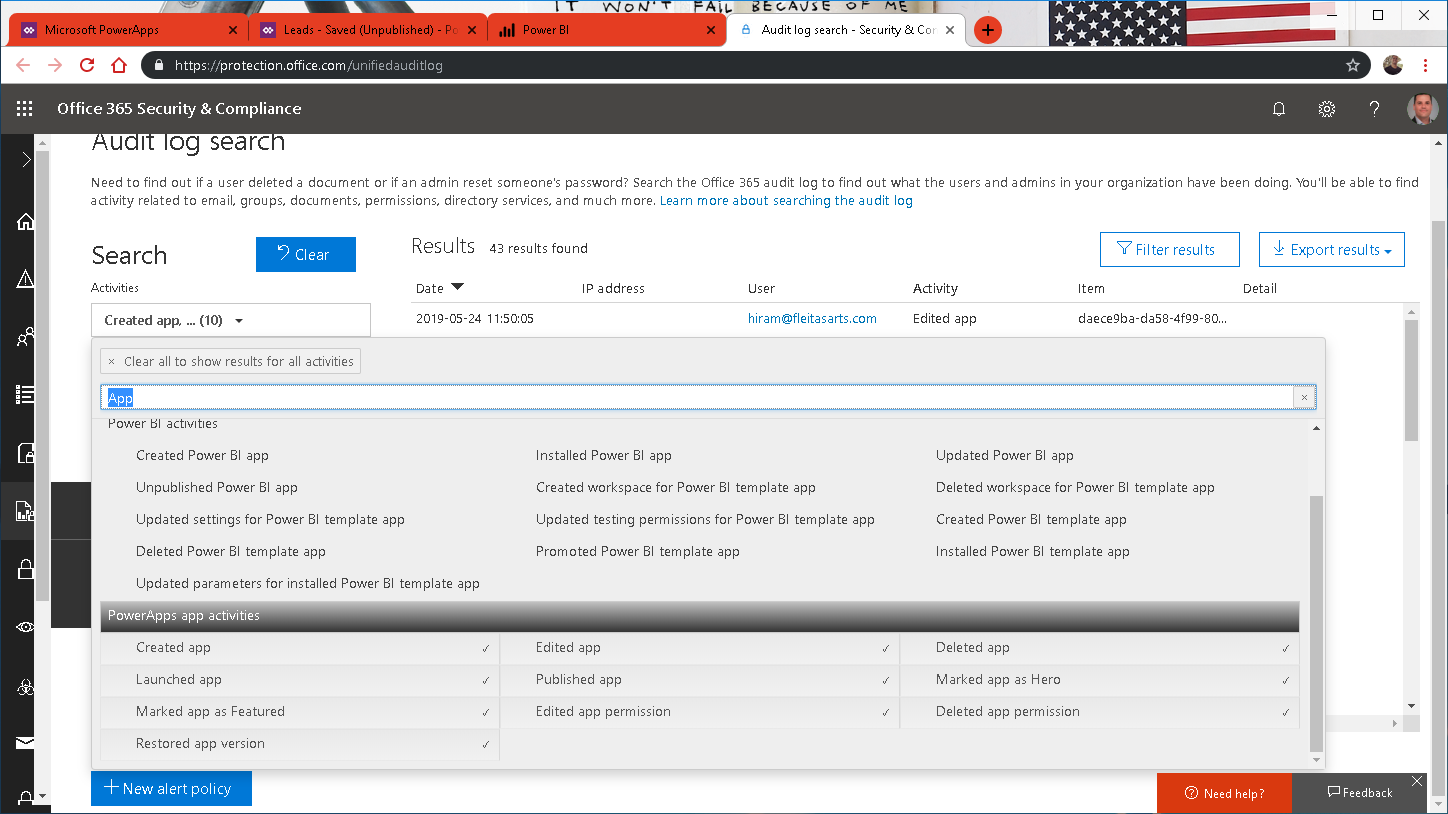 IT WON'T FAIL BECAUSE OF ME
Microsoft PowerApps
Leads - Saved (Unpublished) - Po
Power BI
Audit log search - Security & Cor
https://protection.office.com/unifiedauditlog
Office 365 Security & Compliance
Audit log search
Need to find out if a user deleted a document or if an admin reset someone's password? Search the Office 365 audit log to find out what the users and admins in your organization have been doing. You'll be able to find
activity related to email, groups, documents, permissions, directory services, and much more. Learn more about searching the audit log
Search
Clear
Results 43 results found
Filter results
Export results
Activities
Date IP address User Activity Item Detail
Created app, ... (10)
2019-05-24 11:50:05 hiram@fleitasarts.com Edited app daece9ba-da58-4f99-80...
× Clear all to show results for all activities
App
Power BI activities
Created Power BI app Installed Power BI app Updated Power BI app
Unpublished Power BI app Created workspace for Power BI template app Deleted workspace for Power BI template app
Updated settings for Power BI template app Updated testing permissions for Power BI template app Created Power BI template app
Deleted Power BI template app Promoted Power BI template app Installed Power BI template app
Updated parameters for installed Power BI template app
PowerApps app activities
Created app ✓ Edited app ✓ Deleted app ✓
Launched app ✓ Published app ✓ Marked app as Hero ✓
Marked app as Featured ✓ Edited app permission ✓ Deleted app permission ✓
Restored app version ✓
+ New alert policy
Need help?
Feedback